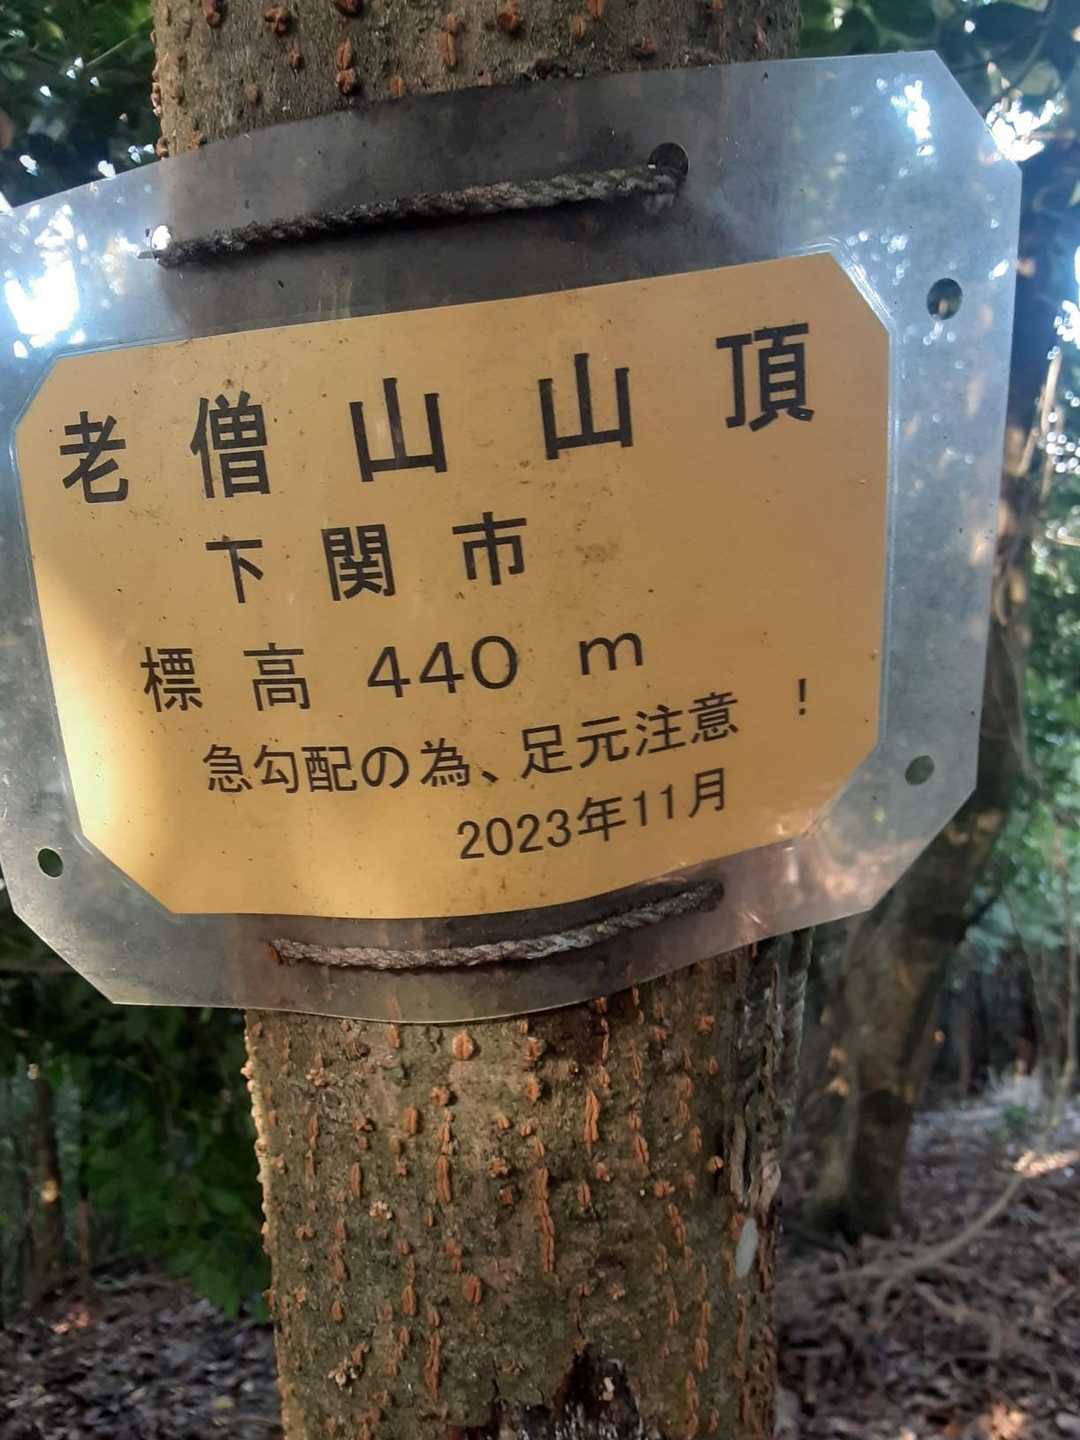 老僧山山頂
下関市
標高 440 m
急勾配の為、足元注意 !
2023年11月